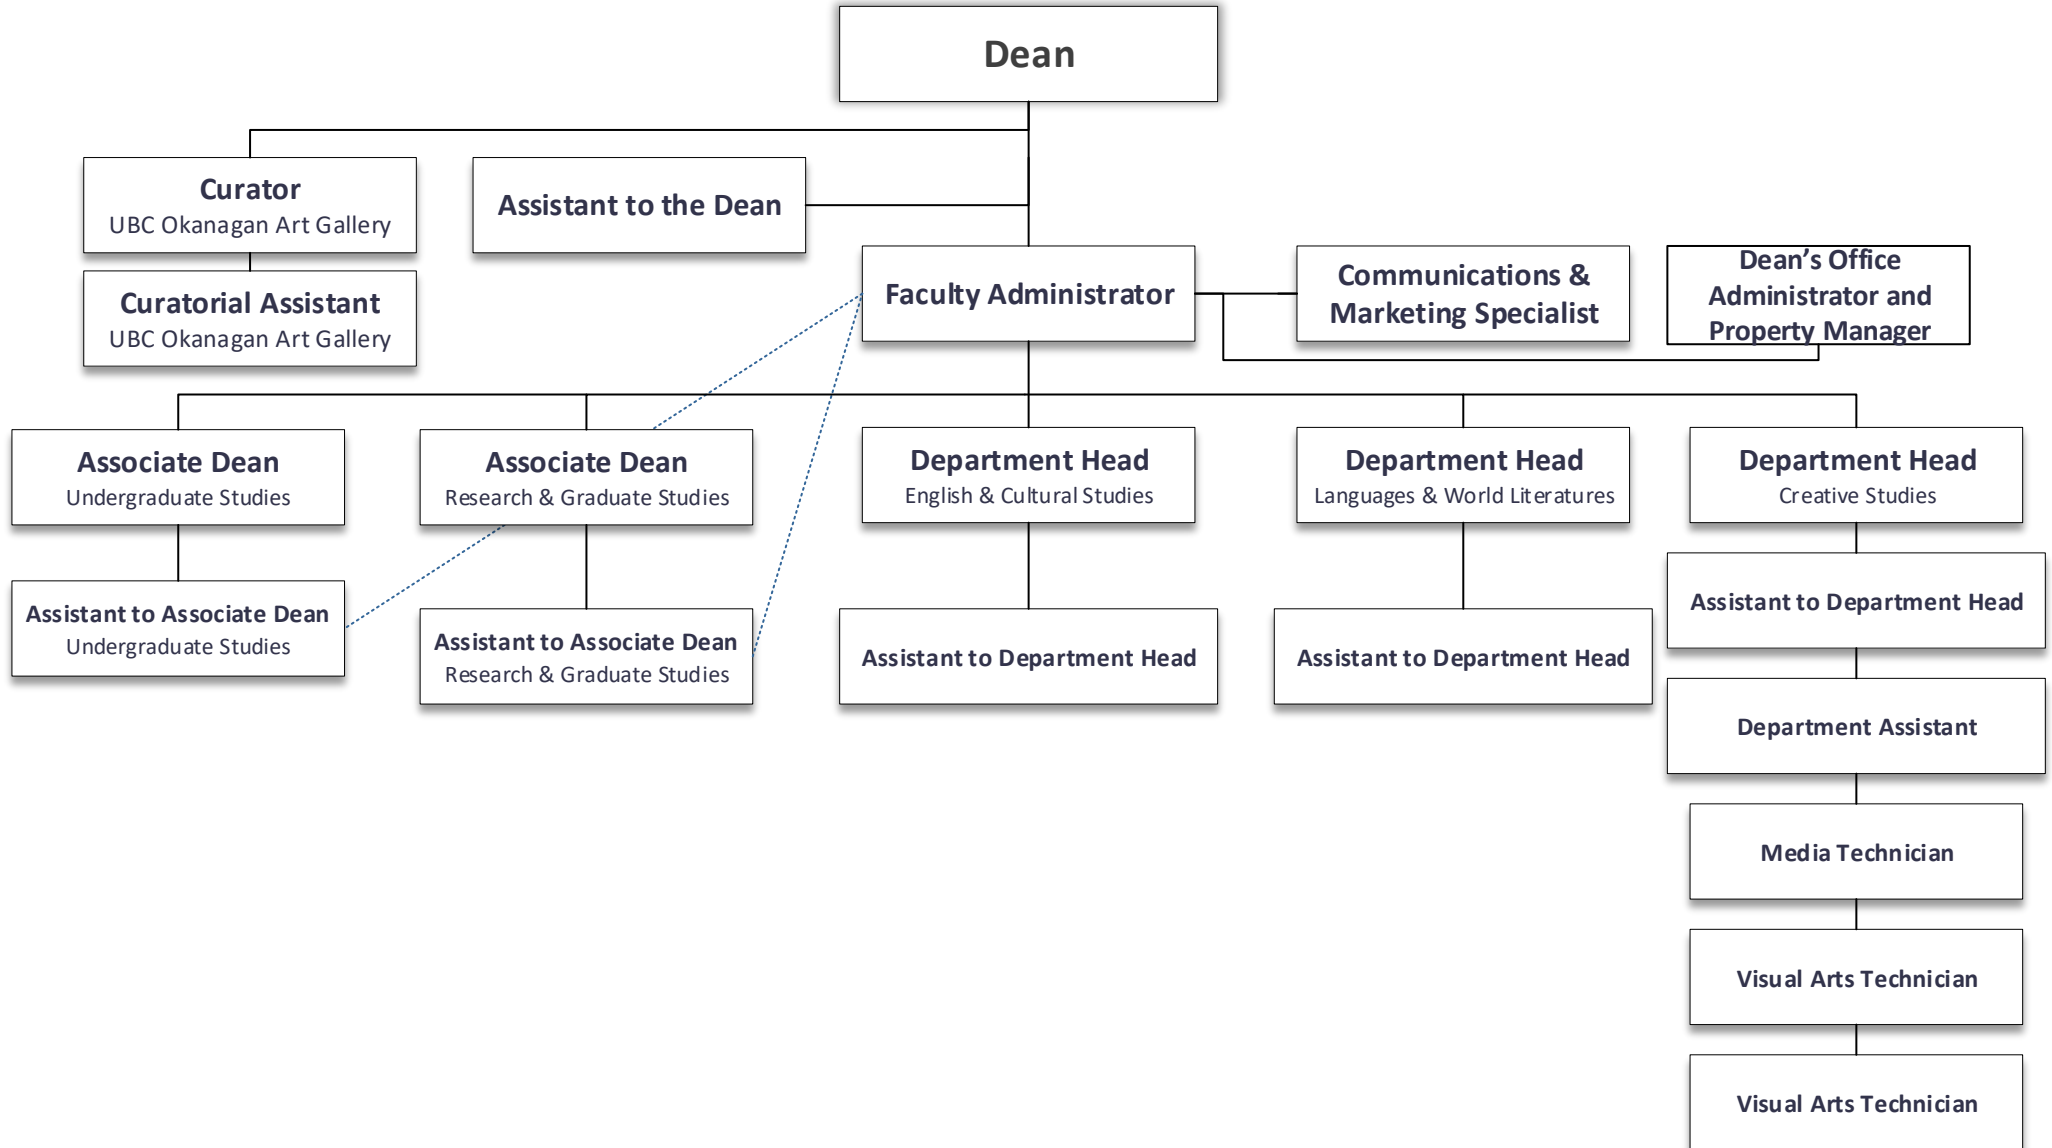 Dean
Curator
UBC Okanagan Art Gallery
Assistant to the Dean
Curatorial Assistant
UBC Okanagan Art Gallery
Faculty Administrator
Communications &
Marketing Specialist
Dean’s Office
Administrator and
Property Manager
Associate Dean
Undergraduate Studies
Associate Dean
Research & Graduate Studies
Department Head
English & Cultural Studies
Department Head
Languages & World Literatures
Department Head
Creative Studies
Assistant to Associate Dean
Undergraduate Studies
Assistant to Associate Dean
Research & Graduate Studies
Assistant to Department Head
Assistant to Department Head
Assistant to Department Head
Department Assistant
Media Technician
Visual Arts Technician
Visual Arts Technician